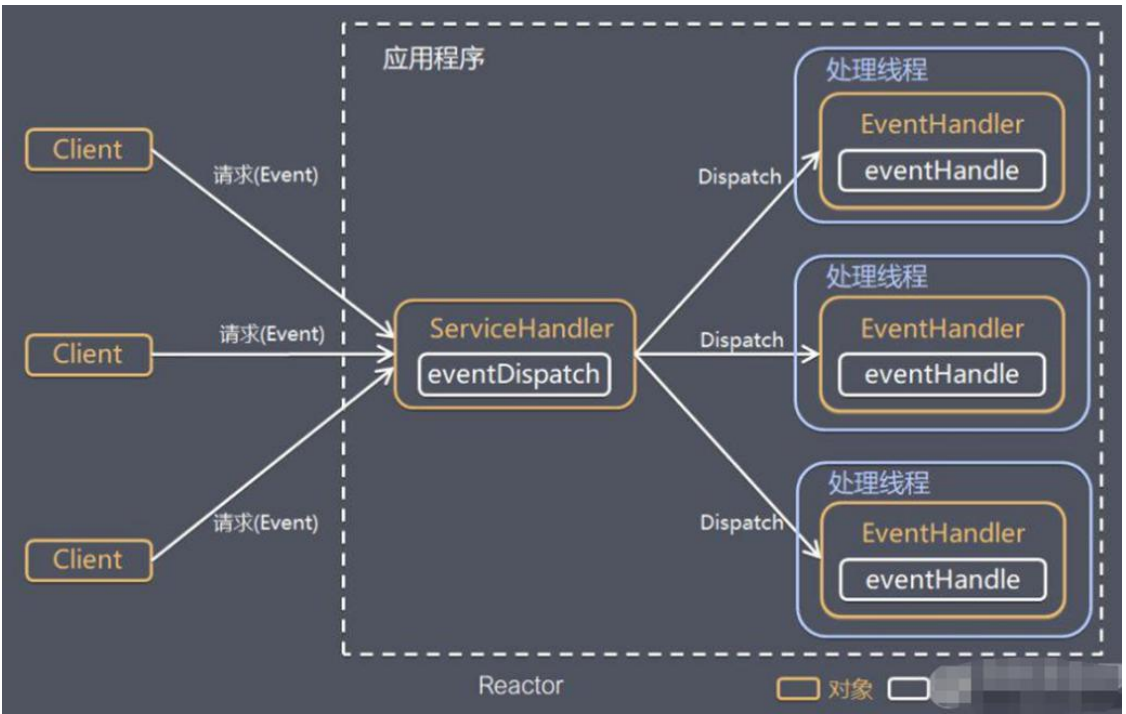 应用程序
处理线程
EventHandler
eventHandle
Client
请求(Event)
Dispatch
处理线程
EventHandler
eventHandle
Client
请求(Event)
ServiceHandler
eventDispatch
Dispatch
处理线程
EventHandler
eventHandle
Client
请求(Event)
Dispatch
Reactor
对象